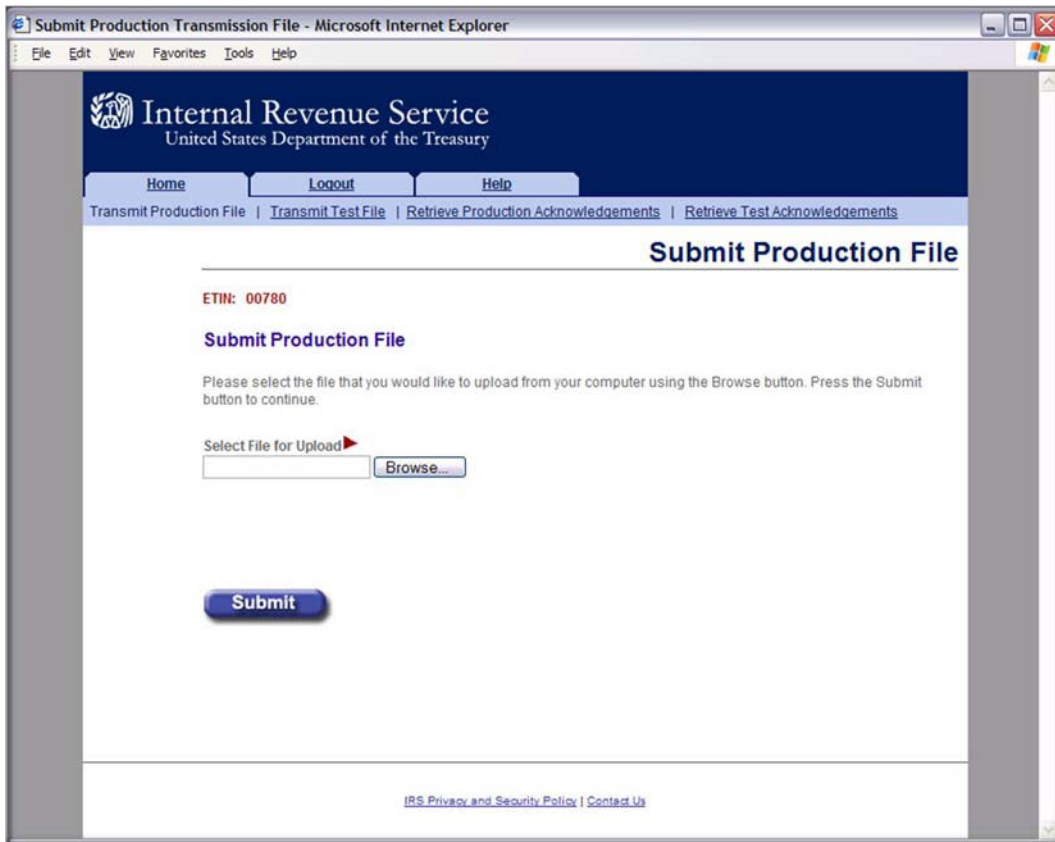 Submit Production Transmission File - Microsoft Internet Explorer
File Edit View Favorites Tools Help
Internal Revenue Service
United States Department of the Treasury
Home Logout Help
Transmit Production File | Transmit Test File | Retrieve Production Acknowledgements | Retrieve Test Acknowledgements
Submit Production File
ETIN: 00780
Submit Production File
Please select the file that you would like to upload from your computer using the Browse button. Press the Submit
button to continue.
Select File for Upload
Browse...
Submit
IRS Privacy and Security Policy | Contact Us